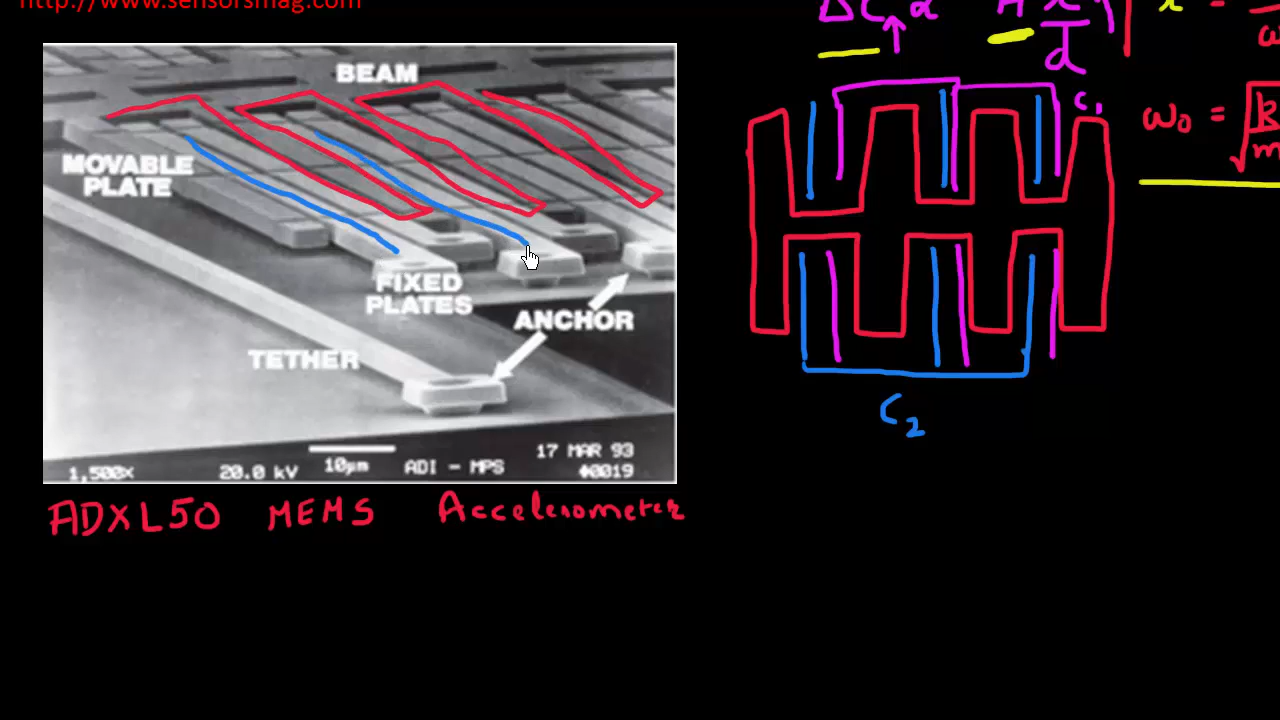 http://www.sensorsmag.com
ΔC ∝ A x/d
x =
BEAM
C₁
ω₀ = √k/m
MOVABLE
PLATE
FIXED
PLATES
ANCHOR
TETHER
C₂
17 MAR 93
1,500X 20.0 kV 10µm ADI - MPS #0019
ADXL50 MEMS Accelerometer